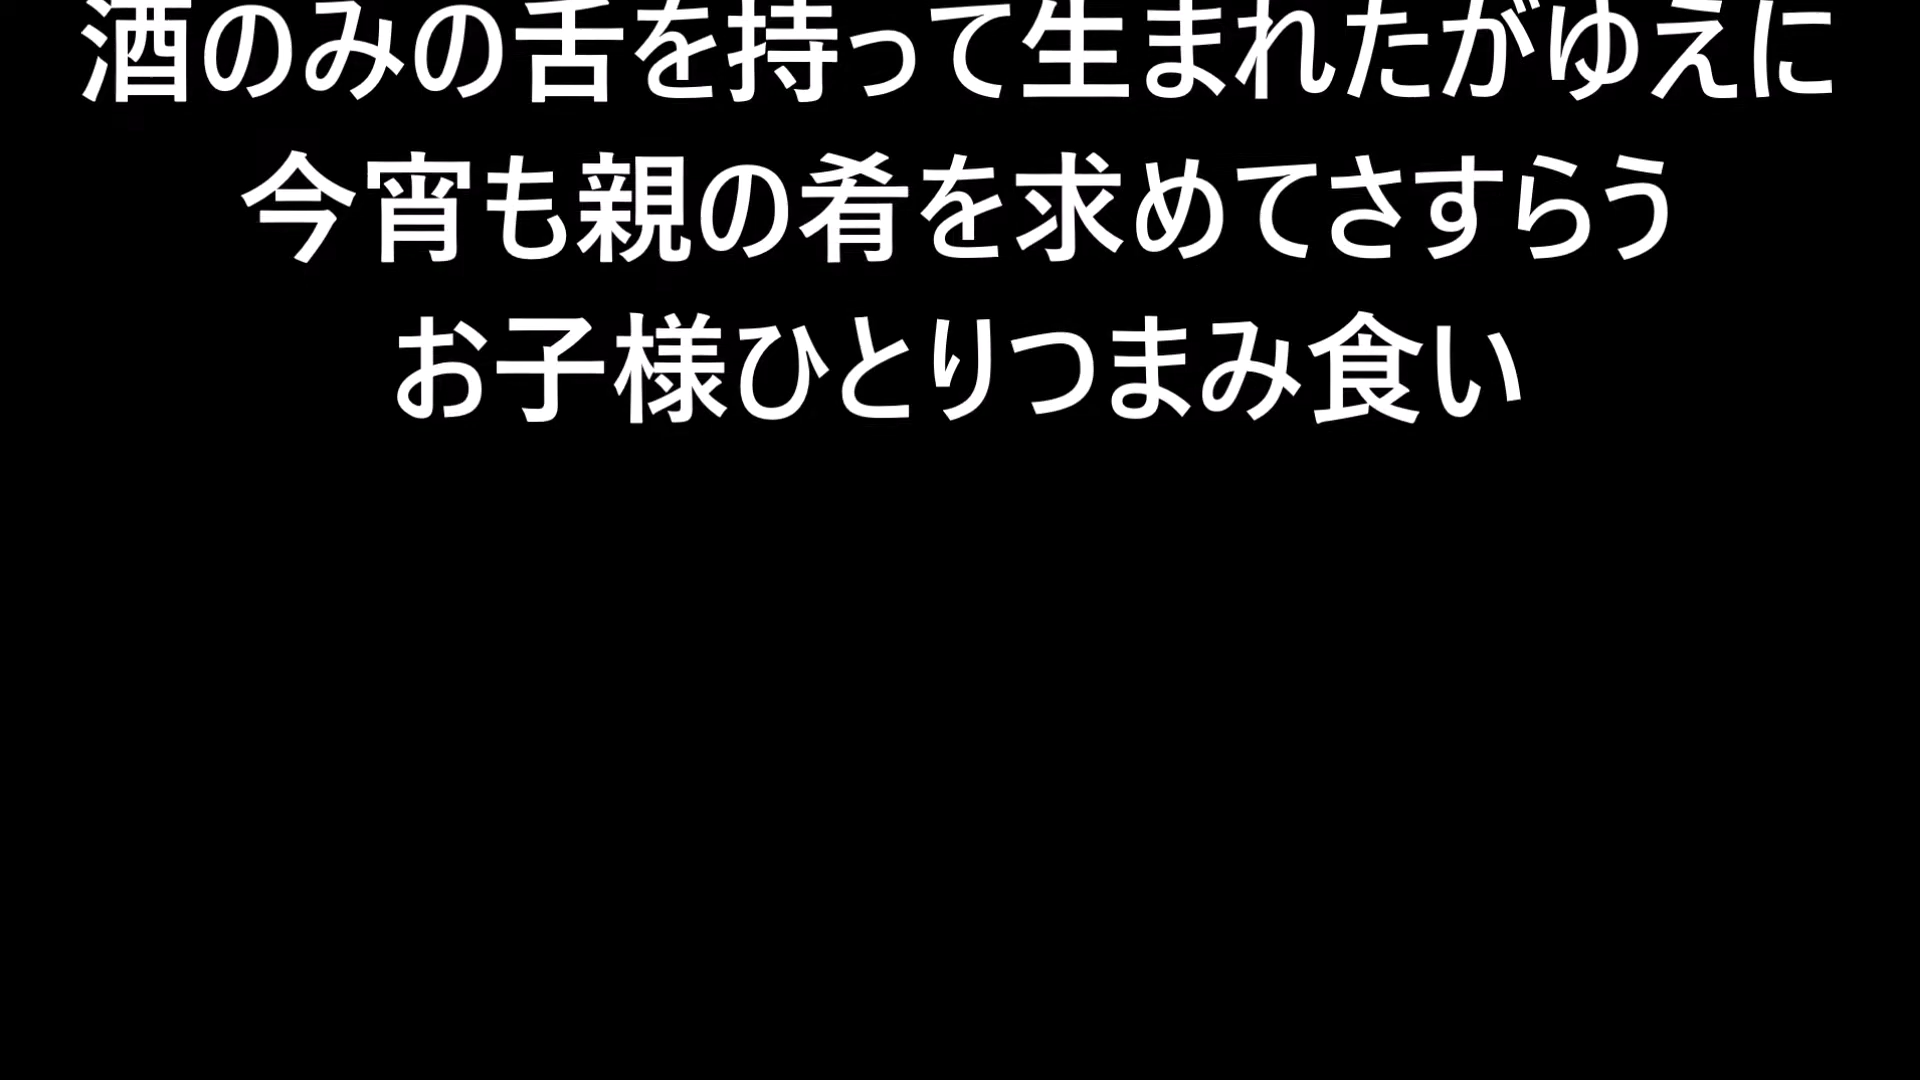 酒のみの舌を持って生まれたがゆえに
今宵も親の肴を求めてさすらう
お子様ひとりつまみ食い